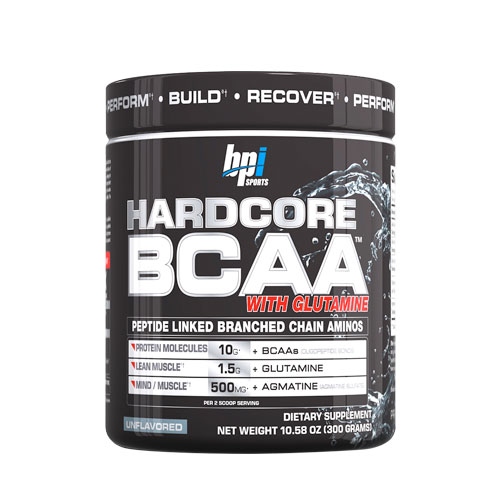 PERFORM†† • BUILD†† • RECOVER†† • PERFORM
bpi
SPORTS
HARDCORE
BCAA™
WITH GLUTAMINE
PEPTIDE LINKED BRANCHED CHAIN AMINOS
PROTEIN MOLECULES 10G* + BCAAs
LEAN MUSCLE†† 1.5G + GLUTAMINE
MIND / MUSCLE†† 500MG* + AGMATINE
PER 2 SCOOP SERVING
DIETARY SUPPLEMENT
UNFLAVORED NET WEIGHT 10.58 OZ (300 GRAMS)